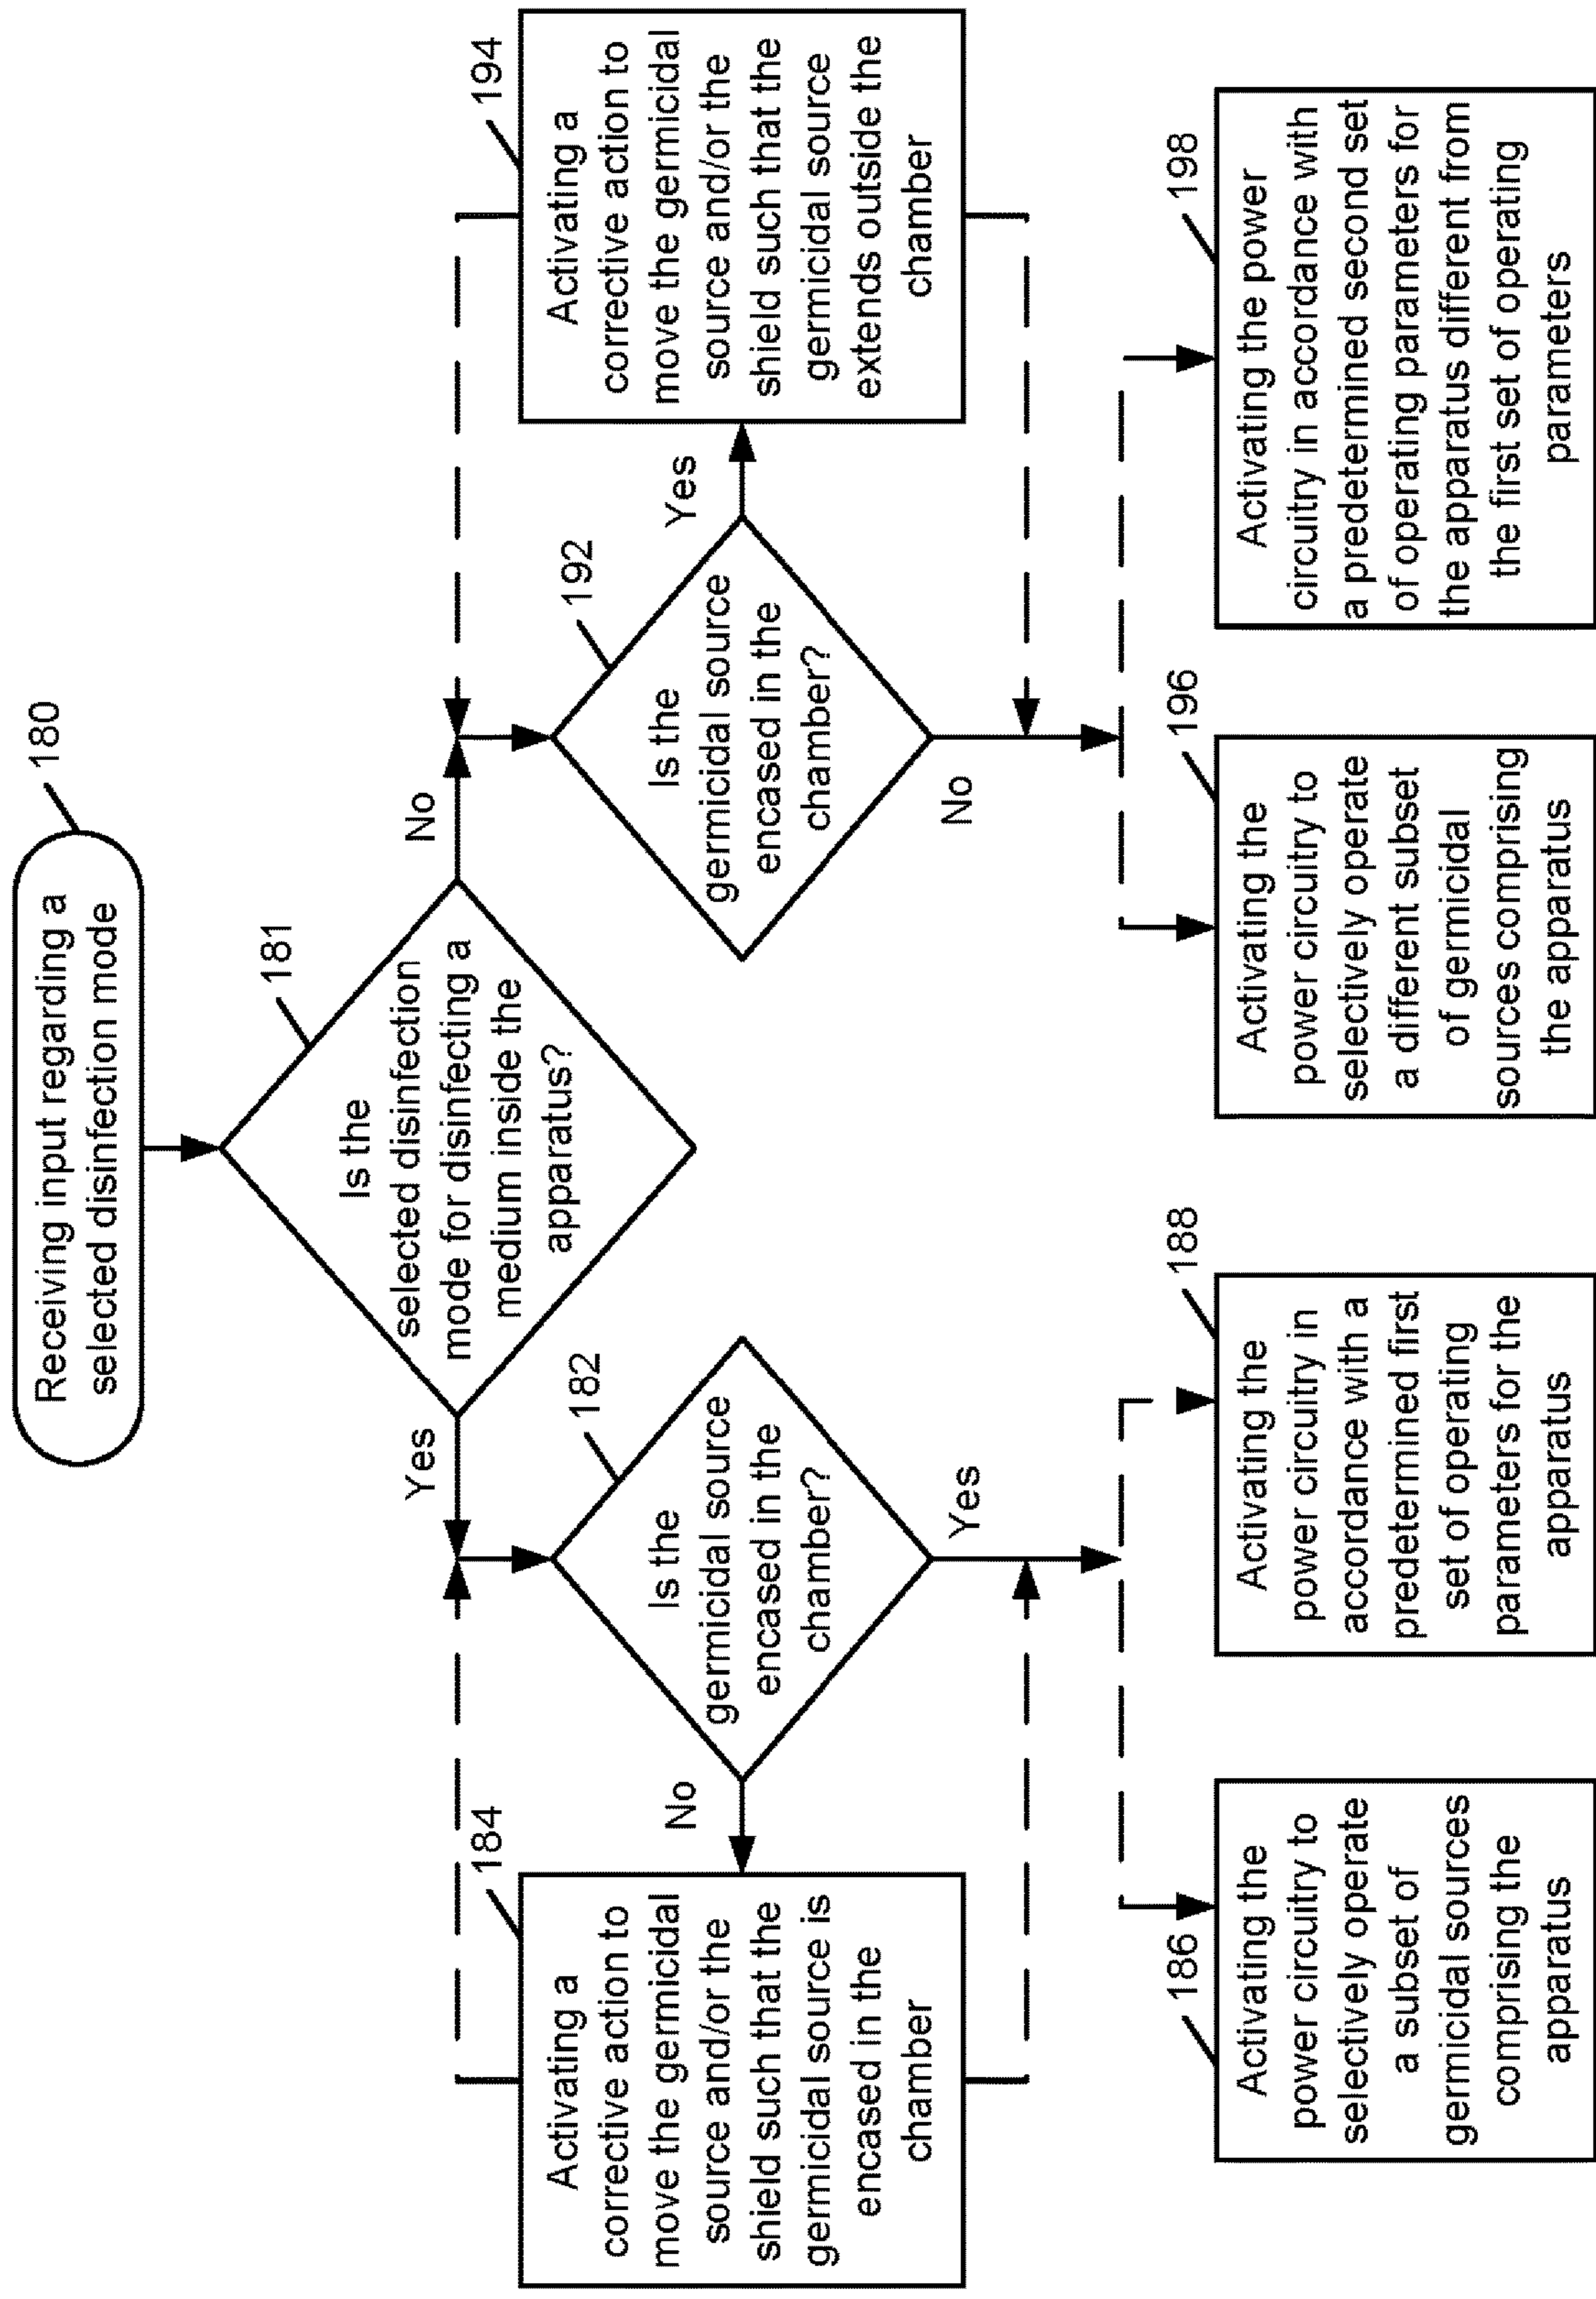 Receiving input regarding a
selected disinfection mode
180
Is the
selected disinfection
mode for disinfecting a
medium inside the
apparatus?
181
Yes
No
Is the
germicidal source
encased in the
chamber?
182
No
Yes
Activating a
corrective action to
move the germicidal
source and/or the
shield such that the
germicidal source is
encased in the
chamber
184
Is the
germicidal source
encased in the
chamber?
192
Yes
No
Activating a
corrective action to
move the germicidal
source and/or the
shield such that the
germicidal source
extends outside the
chamber
194
Activating the
power circuitry to
selectively operate
a subset of
germicidal sources
comprising the
apparatus
186
Activating the
power circuitry in
accordance with a
predetermined first
set of operating
parameters for the
apparatus
188
Activating the
power circuitry to
selectively operate
a different subset
of germicidal
sources comprising
the apparatus
196
Activating the power
circuitry in accordance with
a predetermined second set
of operating parameters for
the apparatus different from
the first set of operating
parameters
198